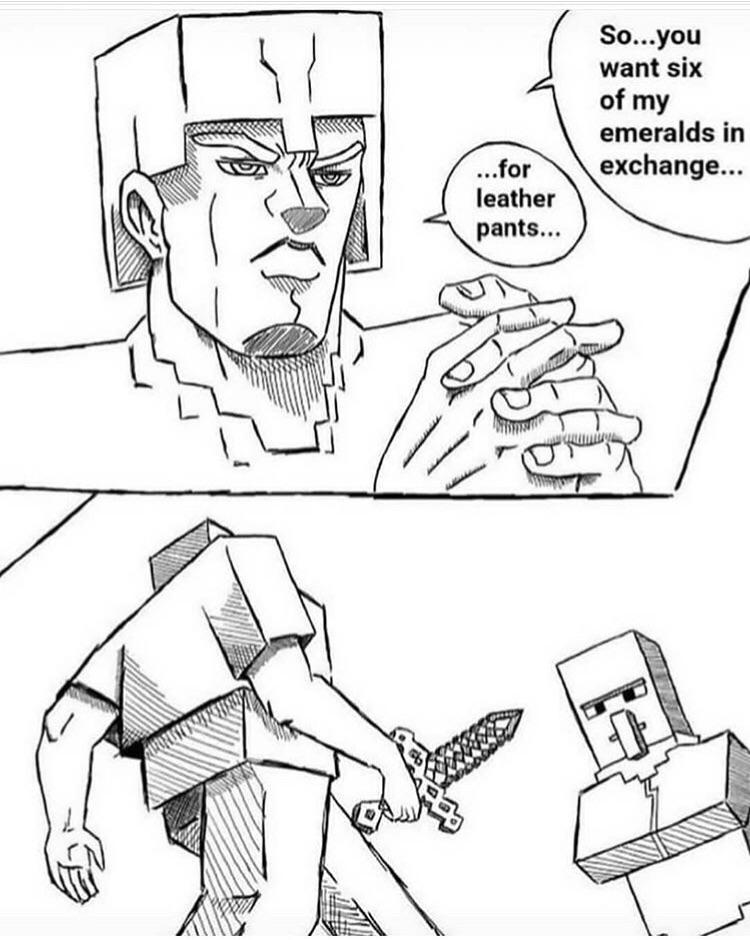 So...you
want six
of my
emeralds in
exchange...
...for
leather
pants...